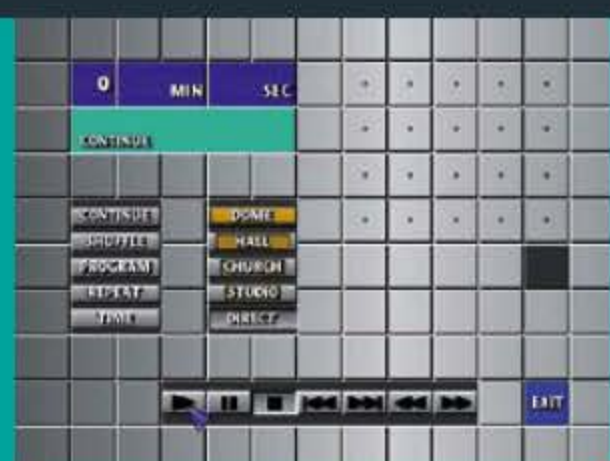 0 MIN SEC
CONTINUE
CONTINUE DOME
SHUFFLE HALL
PROGRAM CHURCH
REPEAT STUDIO
TIME DIRECT
EXIT